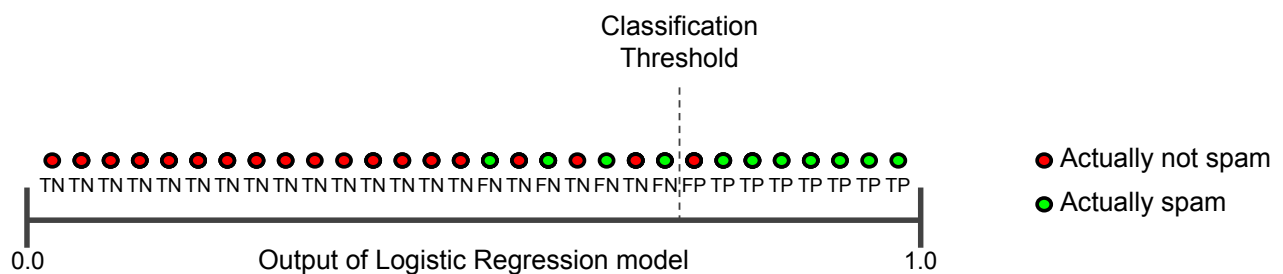 Classification
Threshold
TN TN TN TN TN TN TN TN TN TN TN TN TN TN TN FN TN FN TN FN TN FN FP TP TP TP TP TP TP TP
Actually not spam
Actually spam
0.0
Output of Logistic Regression model
1.0